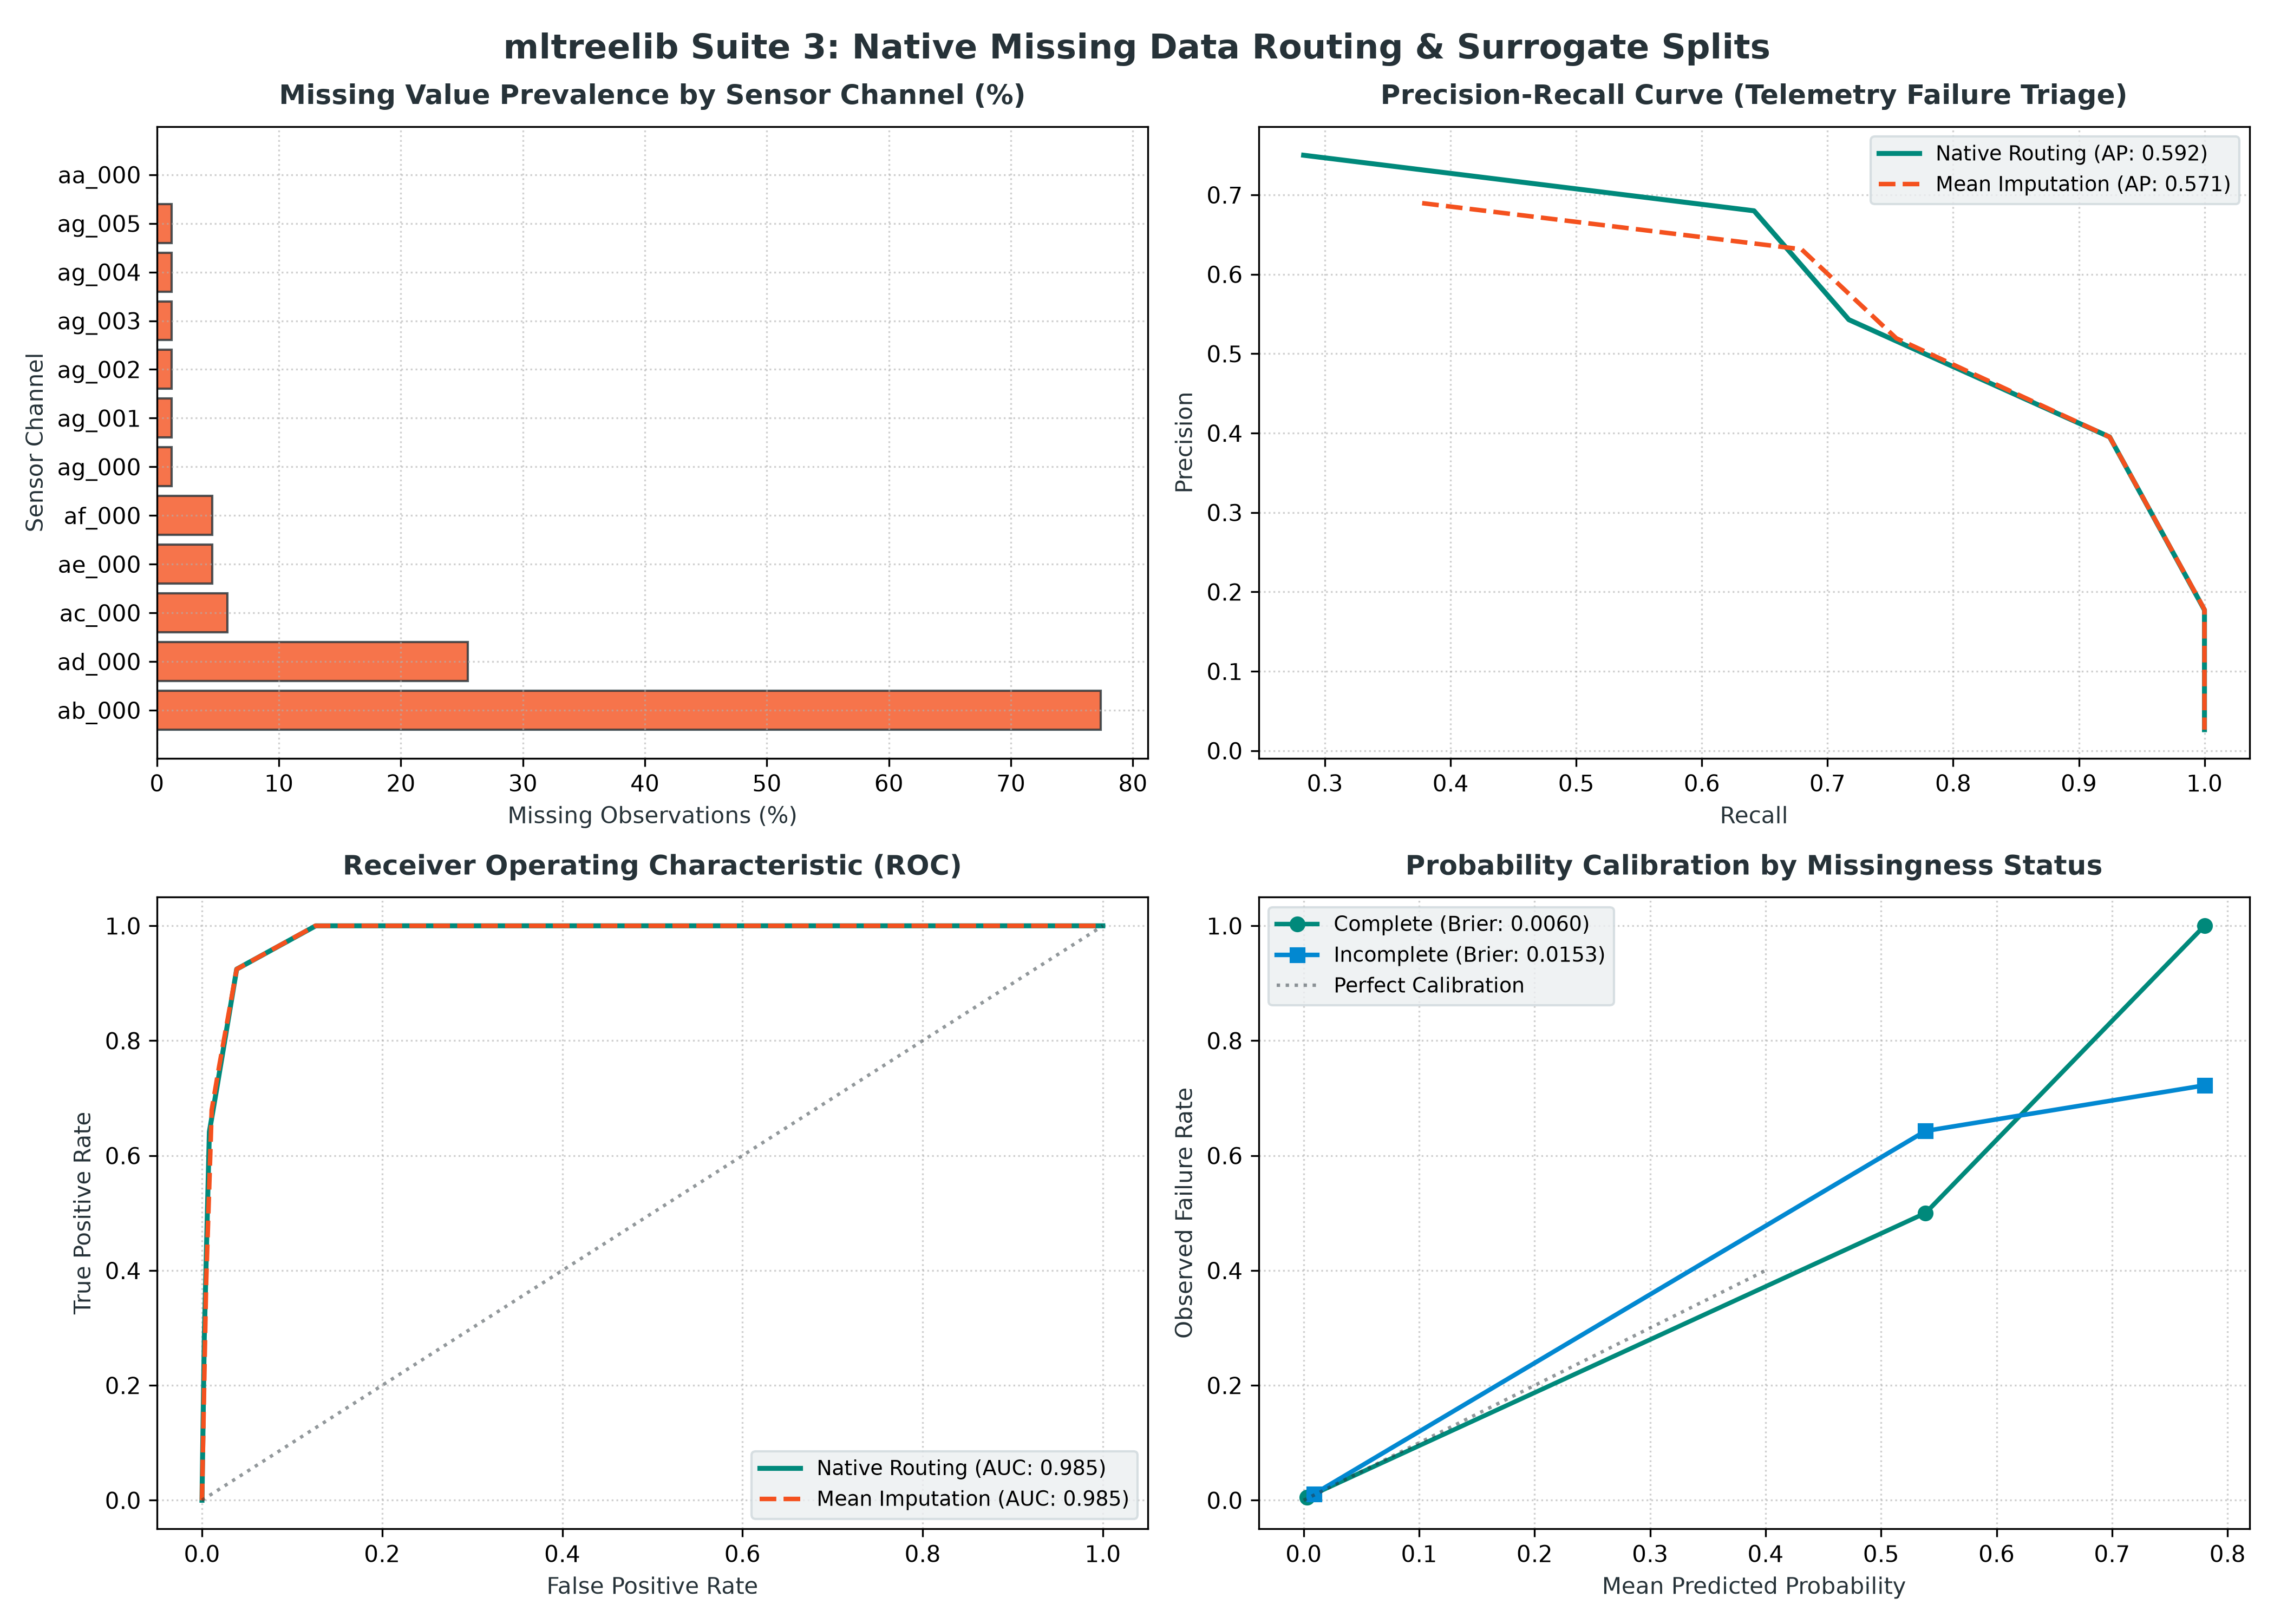 mltreelib Suite 3: Native Missing Data Routing & Surrogate Splits
Missing Value Prevalence by Sensor Channel (%)
Sensor Channel
aa_000
ag_005
ag_004
ag_003
ag_002
ag_001
ag_000
af_000
ae_000
ac_000
ad_000
ab_000
0 10 20 30 40 50 60 70 80
Missing Observations (%)
Precision-Recall Curve (Telemetry Failure Triage)
Native Routing (AP: 0.592)
Mean Imputation (AP: 0.571)
Precision
0.7
0.6
0.5
0.4
0.3
0.2
0.1
0.0
0.3 0.4 0.5 0.6 0.7 0.8 0.9 1.0
Recall
Receiver Operating Characteristic (ROC)
True Positive Rate
1.0
0.8
0.6
0.4
0.2
0.0
Native Routing (AUC: 0.985)
Mean Imputation (AUC: 0.985)
0.0 0.2 0.4 0.6 0.8 1.0
False Positive Rate
Probability Calibration by Missingness Status
Complete (Brier: 0.0060)
Incomplete (Brier: 0.0153)
Perfect Calibration
Observed Failure Rate
1.0
0.8
0.6
0.4
0.2
0.0
0.0 0.1 0.2 0.3 0.4 0.5 0.6 0.7 0.8
Mean Predicted Probability